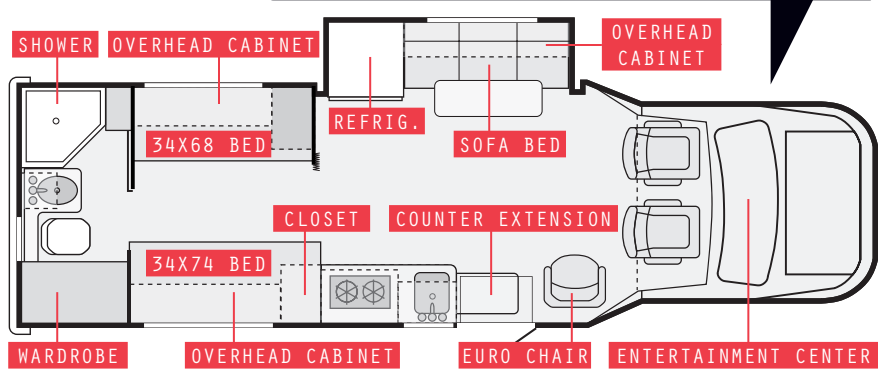 SHOWER
OVERHEAD CABINET
OVERHEAD
CABINET
REFRIG.
34X68 BED
SOFA BED
CLOSET
COUNTER EXTENSION
34X74 BED
WARDROBE
OVERHEAD CABINET
EURO CHAIR
ENTERTAINMENT CENTER